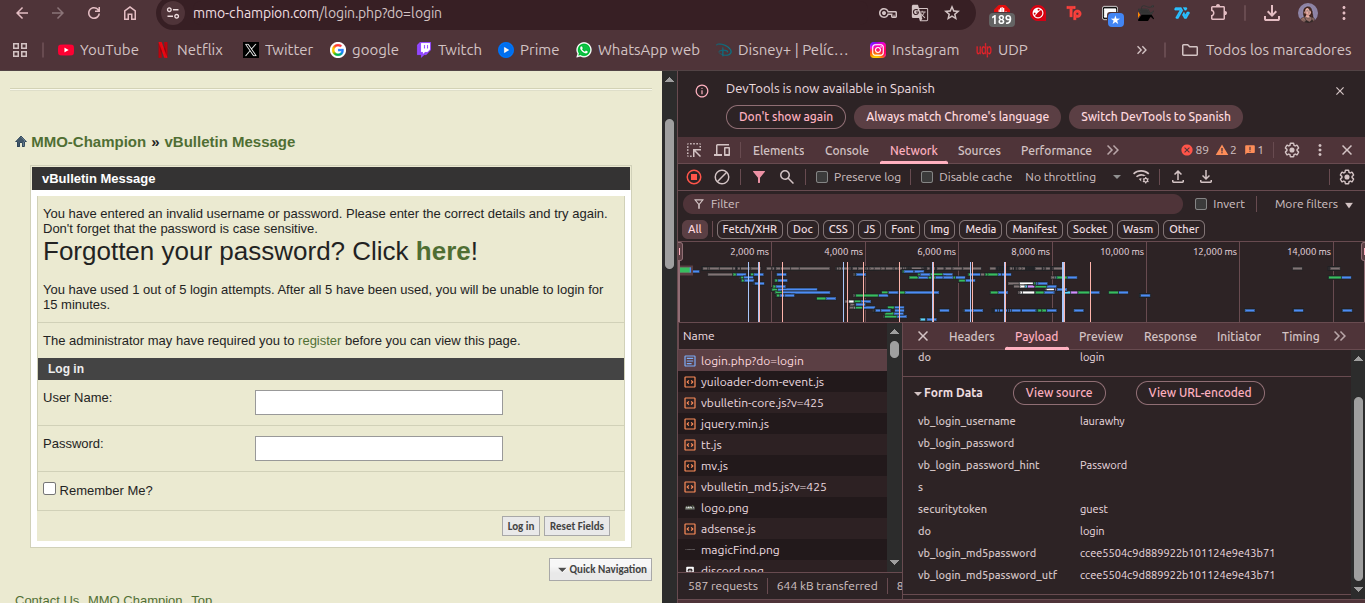 mmo-champion.com/login.php?do=login
189
YouTube Netflix Twitter google Twitch Prime WhatsApp web Disney+ | Pelíc… Instagram udp UDP » Todos los marcadores
MMO-Champion » vBulletin Message
vBulletin Message
You have entered an invalid username or password. Please enter the correct details and try again.
Don't forget that the password is case sensitive.
Forgotten your password? Click here!
You have used 1 out of 5 login attempts. After all 5 have been used, you will be unable to login for
15 minutes.
The administrator may have required you to register before you can view this page.
Log in
User Name:
Password:
Remember Me?
Log in Reset Fields
Quick Navigation
Contact Us MMO Champion Top
DevTools is now available in Spanish
Don't show again Always match Chrome's language Switch DevTools to Spanish
Elements Console Network Sources Performance 89 2 1
Preserve log Disable cache No throttling
Filter Invert More filters
All Fetch/XHR Doc CSS JS Font Img Media Manifest Socket Wasm Other
2,000 ms 4,000 ms 6,000 ms 8,000 ms 10,000 ms 12,000 ms 14,000 ms
Name
login.php?do=login
yuiloader-dom-event.js
vbulletin-core.js?v=425
jquery.min.js
tt.js
mv.js
vbulletin_md5.js?v=425
logo.png
adsense.js
magicFind.png
discord.png
587 requests 644 kB transferred 8
Headers Payload Preview Response Initiator Timing
do login
Form Data View source View URL-encoded
vb_login_username laurawhy
vb_login_password
vb_login_password_hint Password
s
securitytoken guest
do login
vb_login_md5password ccee5504c9d889922b101124e9e43b71
vb_login_md5password_utf ccee5504c9d889922b101124e9e43b71